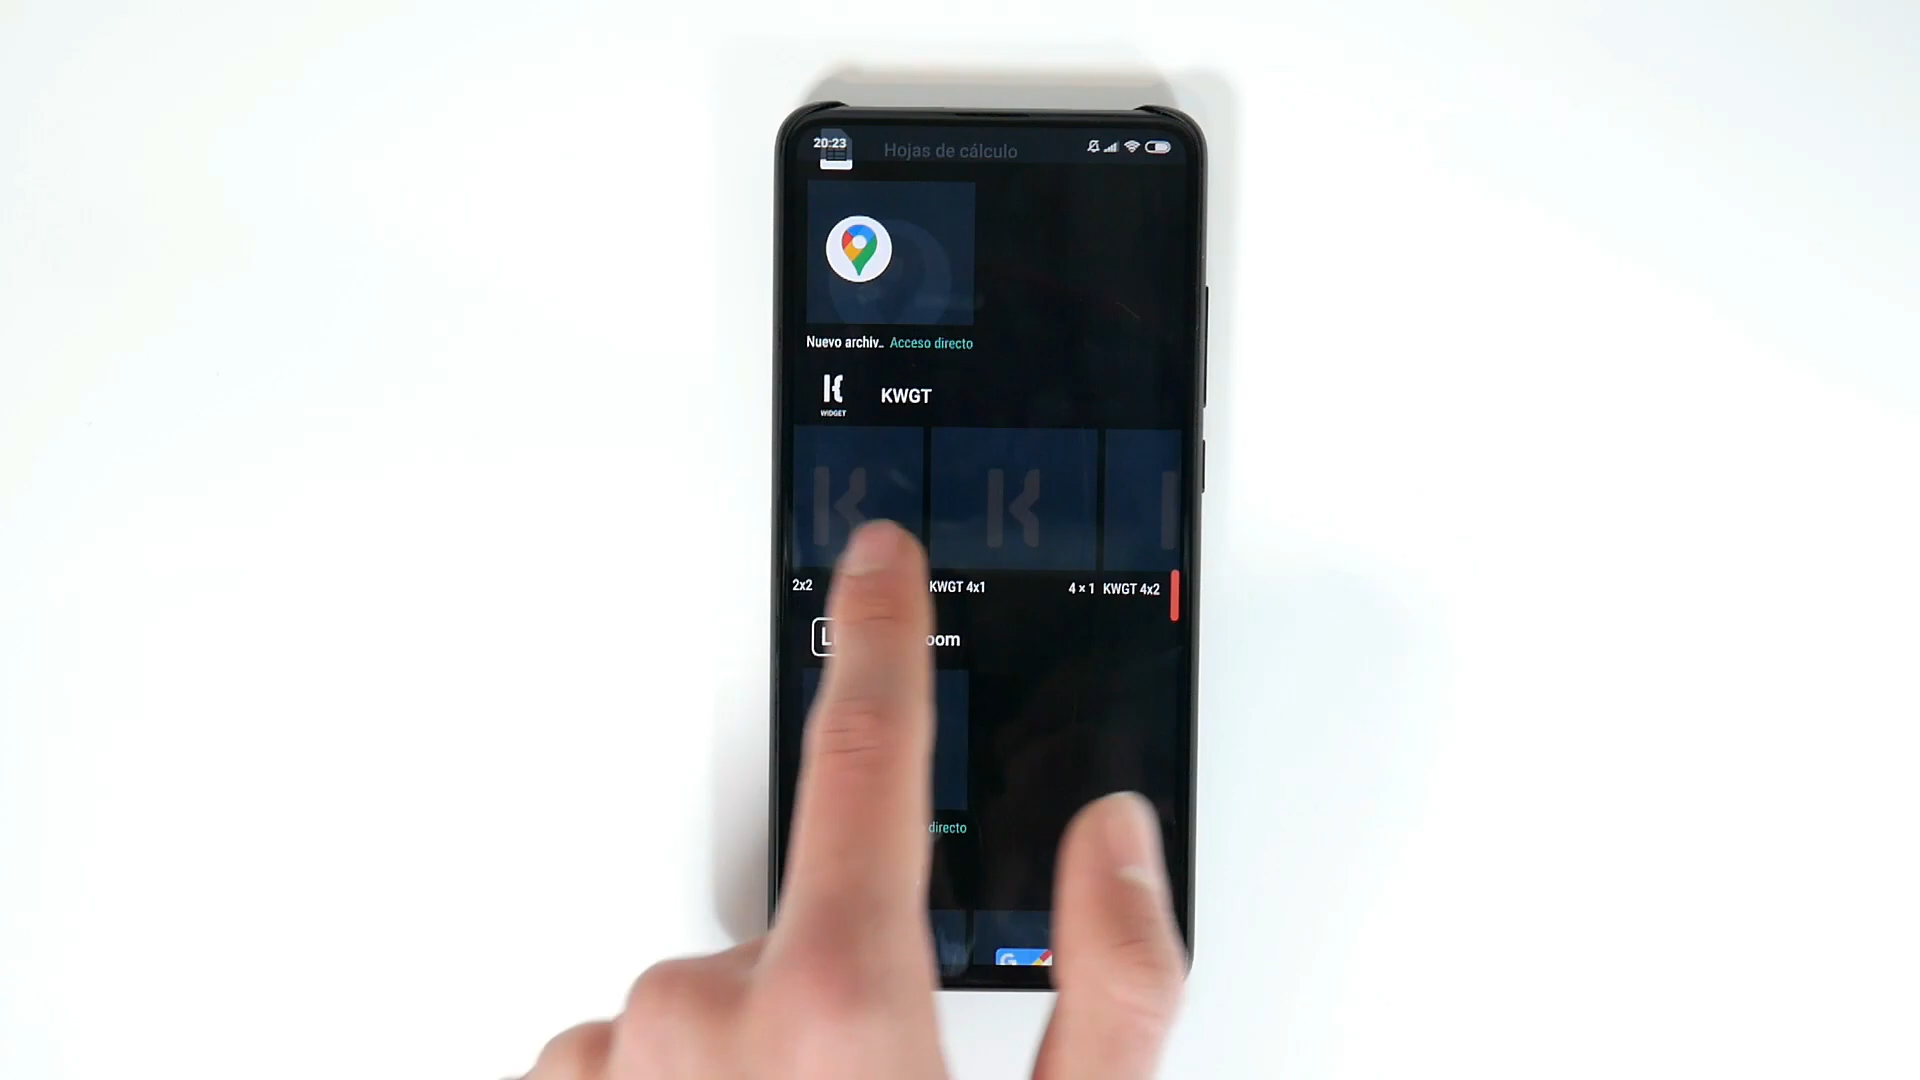 20:23
Hojas de cálculo
Nuevo archiv... Acceso directo
WIDGET
KWGT
2x2
KWGT 4x1
4 × 1
KWGT 4x2
oom
directo
G